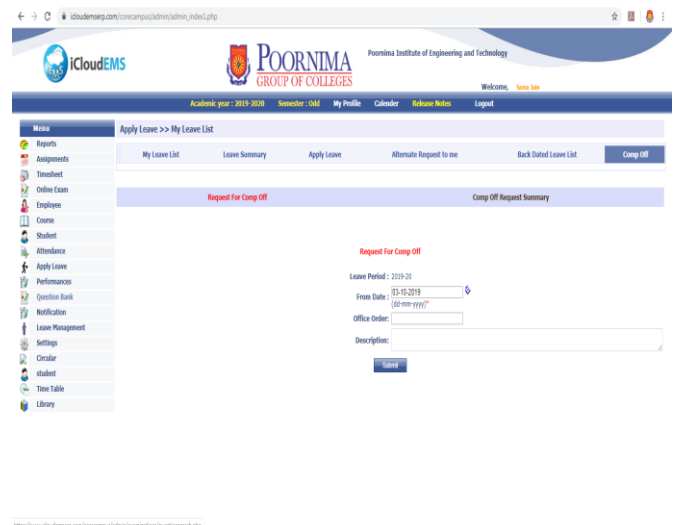 icloudemserp.com/corecampus/admin/admin_index1.php
iCloudEMS
POORNIMA
GROUP OF COLLEGES
Poornima Institute of Engineering and Technology
Welcome, Sona Jain
Academic year : 2019-2020 Semester : Odd My Profile Calender Release Notes Logout
Menu
Reports
Assignments
Timesheet
Online Exam
Employee
Course
Student
Attendance
Apply Leave
Performances
Question Bank
Notification
Leave Management
Settings
Circular
student
Time Table
Library
Apply Leave >> My Leave List
My Leave List Leave Summary Apply Leave Alternate Request to me Back Dated Leave List Comp Off
Request For Comp Off Comp Off Request Summary
Request For Comp Off
Leave Period : 2019-20
From Date : 03-10-2019
(dd-mm-yyyy)*
Office Order:
Description:
Submit